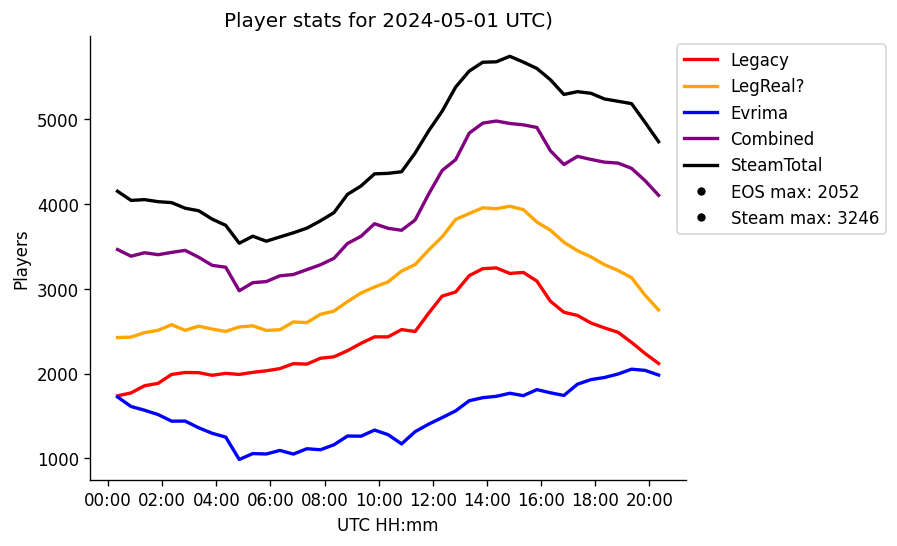 Player stats for 2024-05-01 UTC)
Legacy
LegReal?
Evrima
Combined
SteamTotal
EOS max: 2052
Steam max: 3246
Players
5000
4000
3000
2000
1000
00:00 02:00 04:00 06:00 08:00 10:00 12:00 14:00 16:00 18:00 20:00
UTC HH:mm